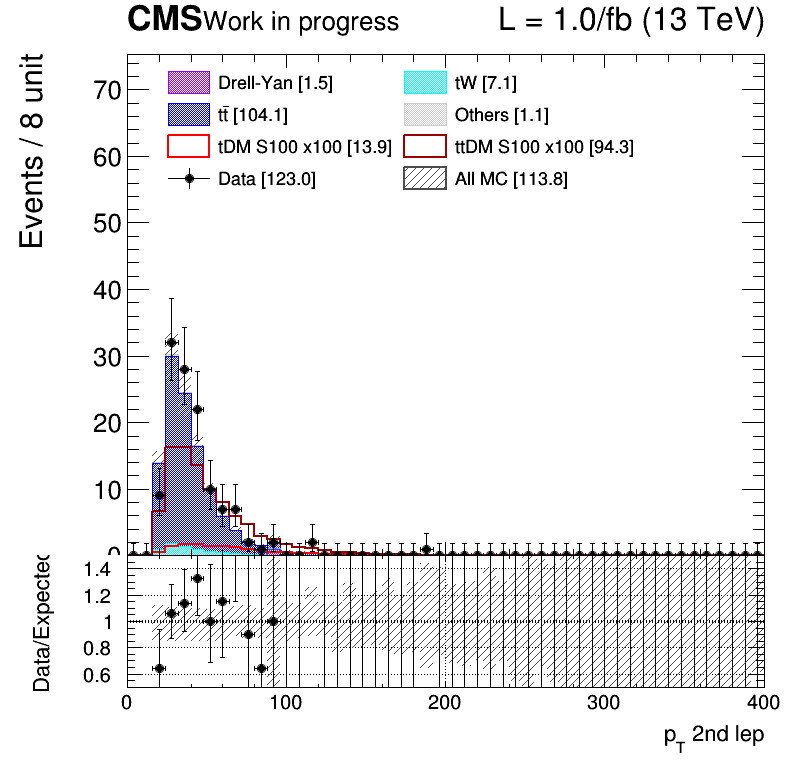 CMS Work in progress L = 1.0/fb (13 TeV)
Events / 8 unit
70
60
50
40
30
20
10
0
Drell-Yan [1.5] tW [7.1]
tt̄ [104.1] Others [1.1]
tDM S100 x100 [13.9] ttDM S100 x100 [94.3]
Data [123.0] All MC [113.8]
Data/Expected
1.4
1.2
1
0.8
0.6
0 100 200 300 400
p_T 2nd lep